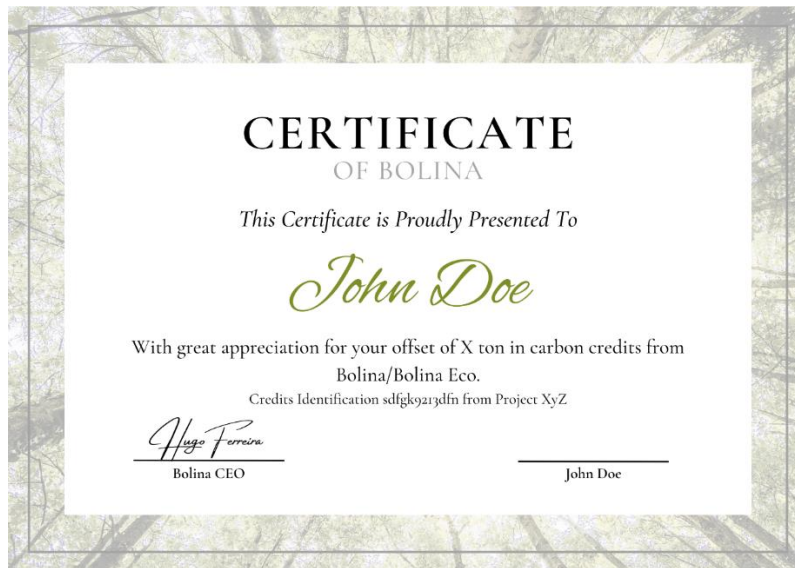 CERTIFICATE
OF BOLINA
This Certificate is Proudly Presented To
John Doe
With great appreciation for your offset of X ton in carbon credits from
Bolina/Bolina Eco.
Credits Identification sdfgk9213dfn from Project XyZ
Hugo Ferreira
Bolina CEO
John Doe